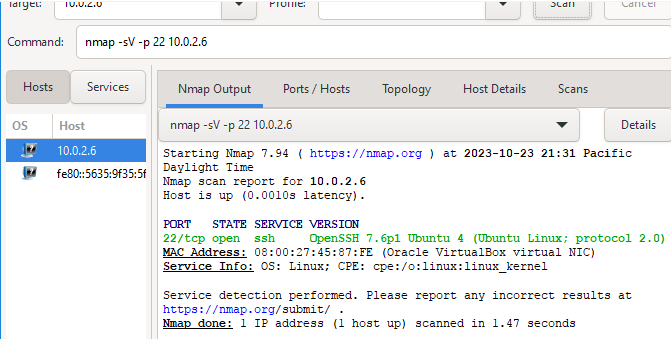 Target: 10.0.2.6 Profile: Scan Cancel
Command: nmap -sV -p 22 10.0.2.6
Hosts Services
Nmap Output Ports / Hosts Topology Host Details Scans
OS Host
nmap -sV -p 22 10.0.2.6 Details
10.0.2.6
fe80::5635:9f35:5f
Starting Nmap 7.94 ( https://nmap.org ) at 2023-10-23 21:31 Pacific
Daylight Time
Nmap scan report for 10.0.2.6
Host is up (0.0010s latency).
PORT STATE SERVICE VERSION
22/tcp open ssh OpenSSH 7.6p1 Ubuntu 4 (Ubuntu Linux; protocol 2.0)
MAC Address: 08:00:27:45:87:FE (Oracle VirtualBox virtual NIC)
Service Info: OS: Linux; CPE: cpe:/o:linux:linux_kernel
Service detection performed. Please report any incorrect results at
https://nmap.org/submit/ .
Nmap done: 1 IP address (1 host up) scanned in 1.47 seconds